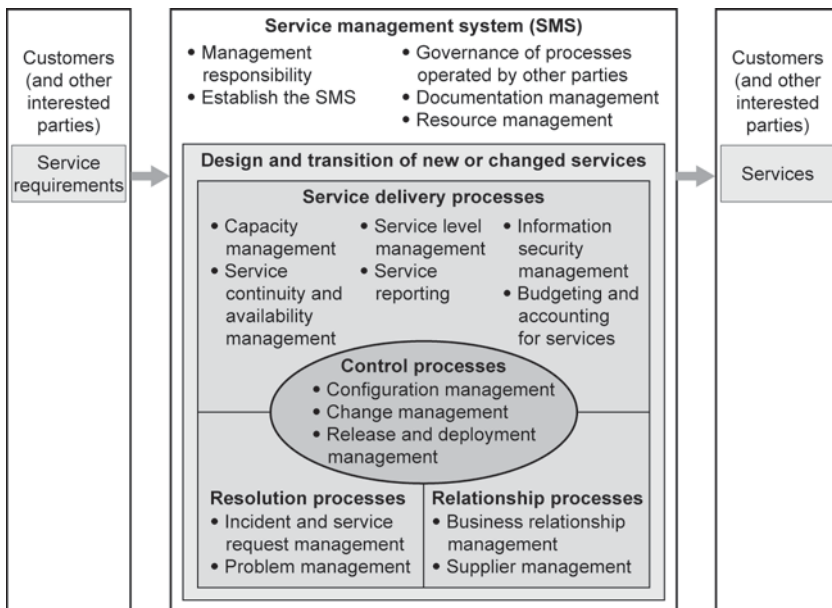 Customers
(and other
interested
parties)
Service
requirements
Service management system (SMS)
• Management
responsibility
• Establish the SMS
• Governance of processes
operated by other parties
• Documentation management
• Resource management
Design and transition of new or changed services
Service delivery processes
• Capacity
management
• Service
continuity and
availability
management
• Service level
management
• Service
reporting
• Information
security
management
• Budgeting and
accounting
for services
Control processes
• Configuration management
• Change management
• Release and deployment
management
Resolution processes
• Incident and service
request management
• Problem management
Relationship processes
• Business relationship
management
• Supplier management
Customers
(and other
interested
parties)
Services